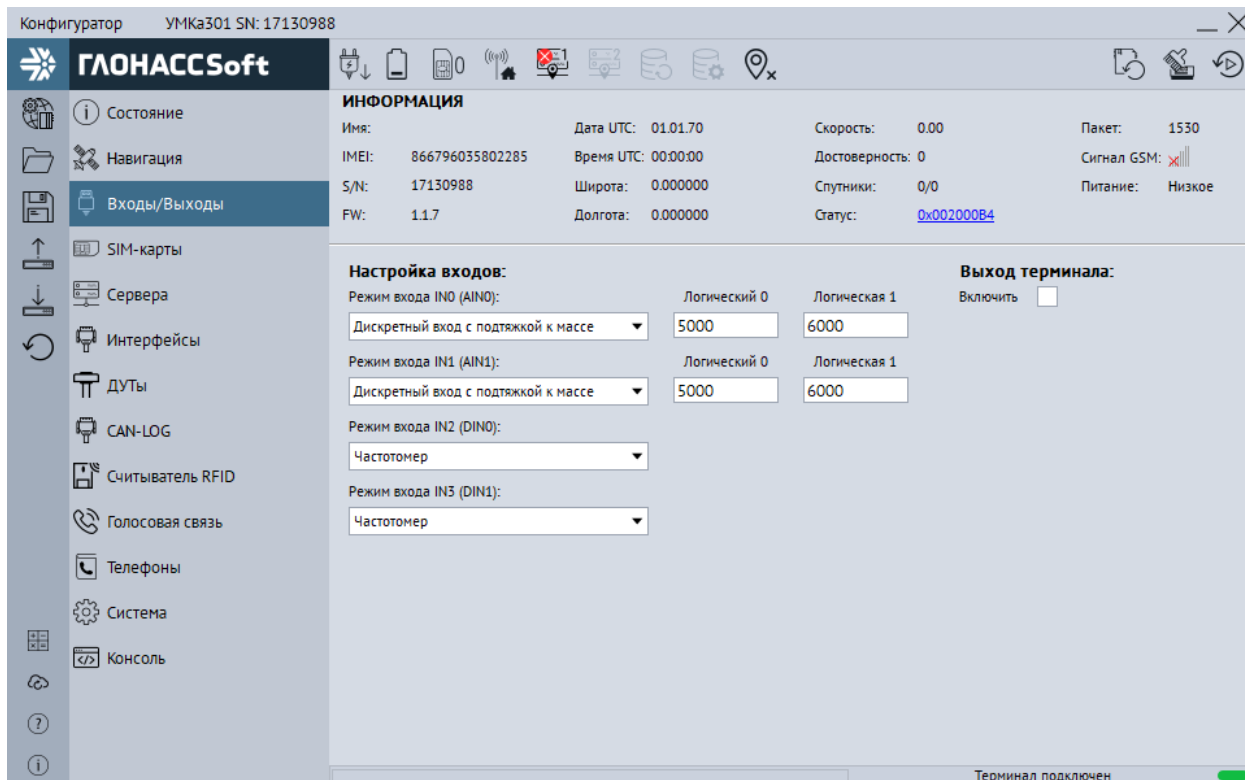 Конфигуратор УМКа301 SN: 17130988
ГЛОНАССSoft
0 1 2
Состояние
Навигация
Входы/Выходы
SIM-карты
Сервера
Интерфейсы
ДУТы
CAN-LOG
Считыватель RFID
Голосовая связь
Телефоны
Система
Консоль
ИНФОРМАЦИЯ
Имя: Дата UTC: 01.01.70 Скорость: 0.00 Пакет: 1530
IMEI: 866796035802285 Время UTC: 00:00:00 Достоверность: 0 Сигнал GSM:
S/N: 17130988 Широта: 0.000000 Спутники: 0/0 Питание: Низкое
FW: 1.1.7 Долгота: 0.000000 Статус: 0x002000B4
Настройка входов: Выход терминала:
Режим входа IN0 (AIN0): Логический 0 Логическая 1 Включить
Дискретный вход с подтяжкой к массе 5000 6000
Режим входа IN1 (AIN1): Логический 0 Логическая 1
Дискретный вход с подтяжкой к массе 5000 6000
Режим входа IN2 (DIN0):
Частотомер
Режим входа IN3 (DIN1):
Частотомер
Терминал подключен